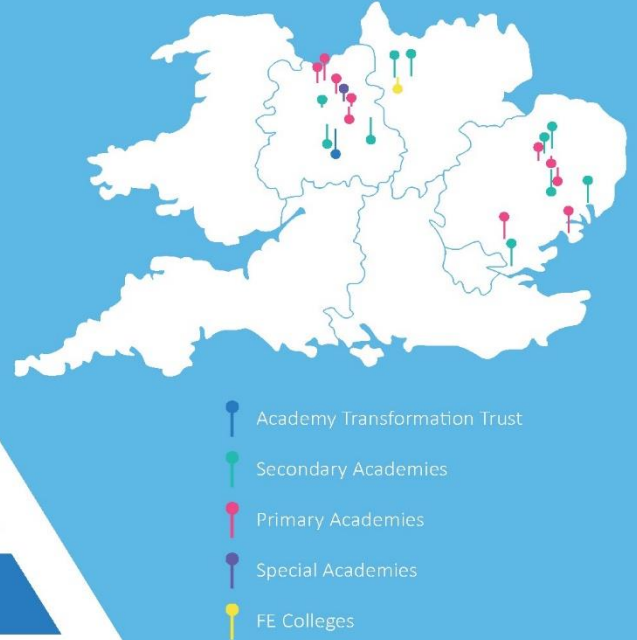 Academy Transformation Trust
Secondary Academies
Primary Academies
Special Academies
FE Colleges